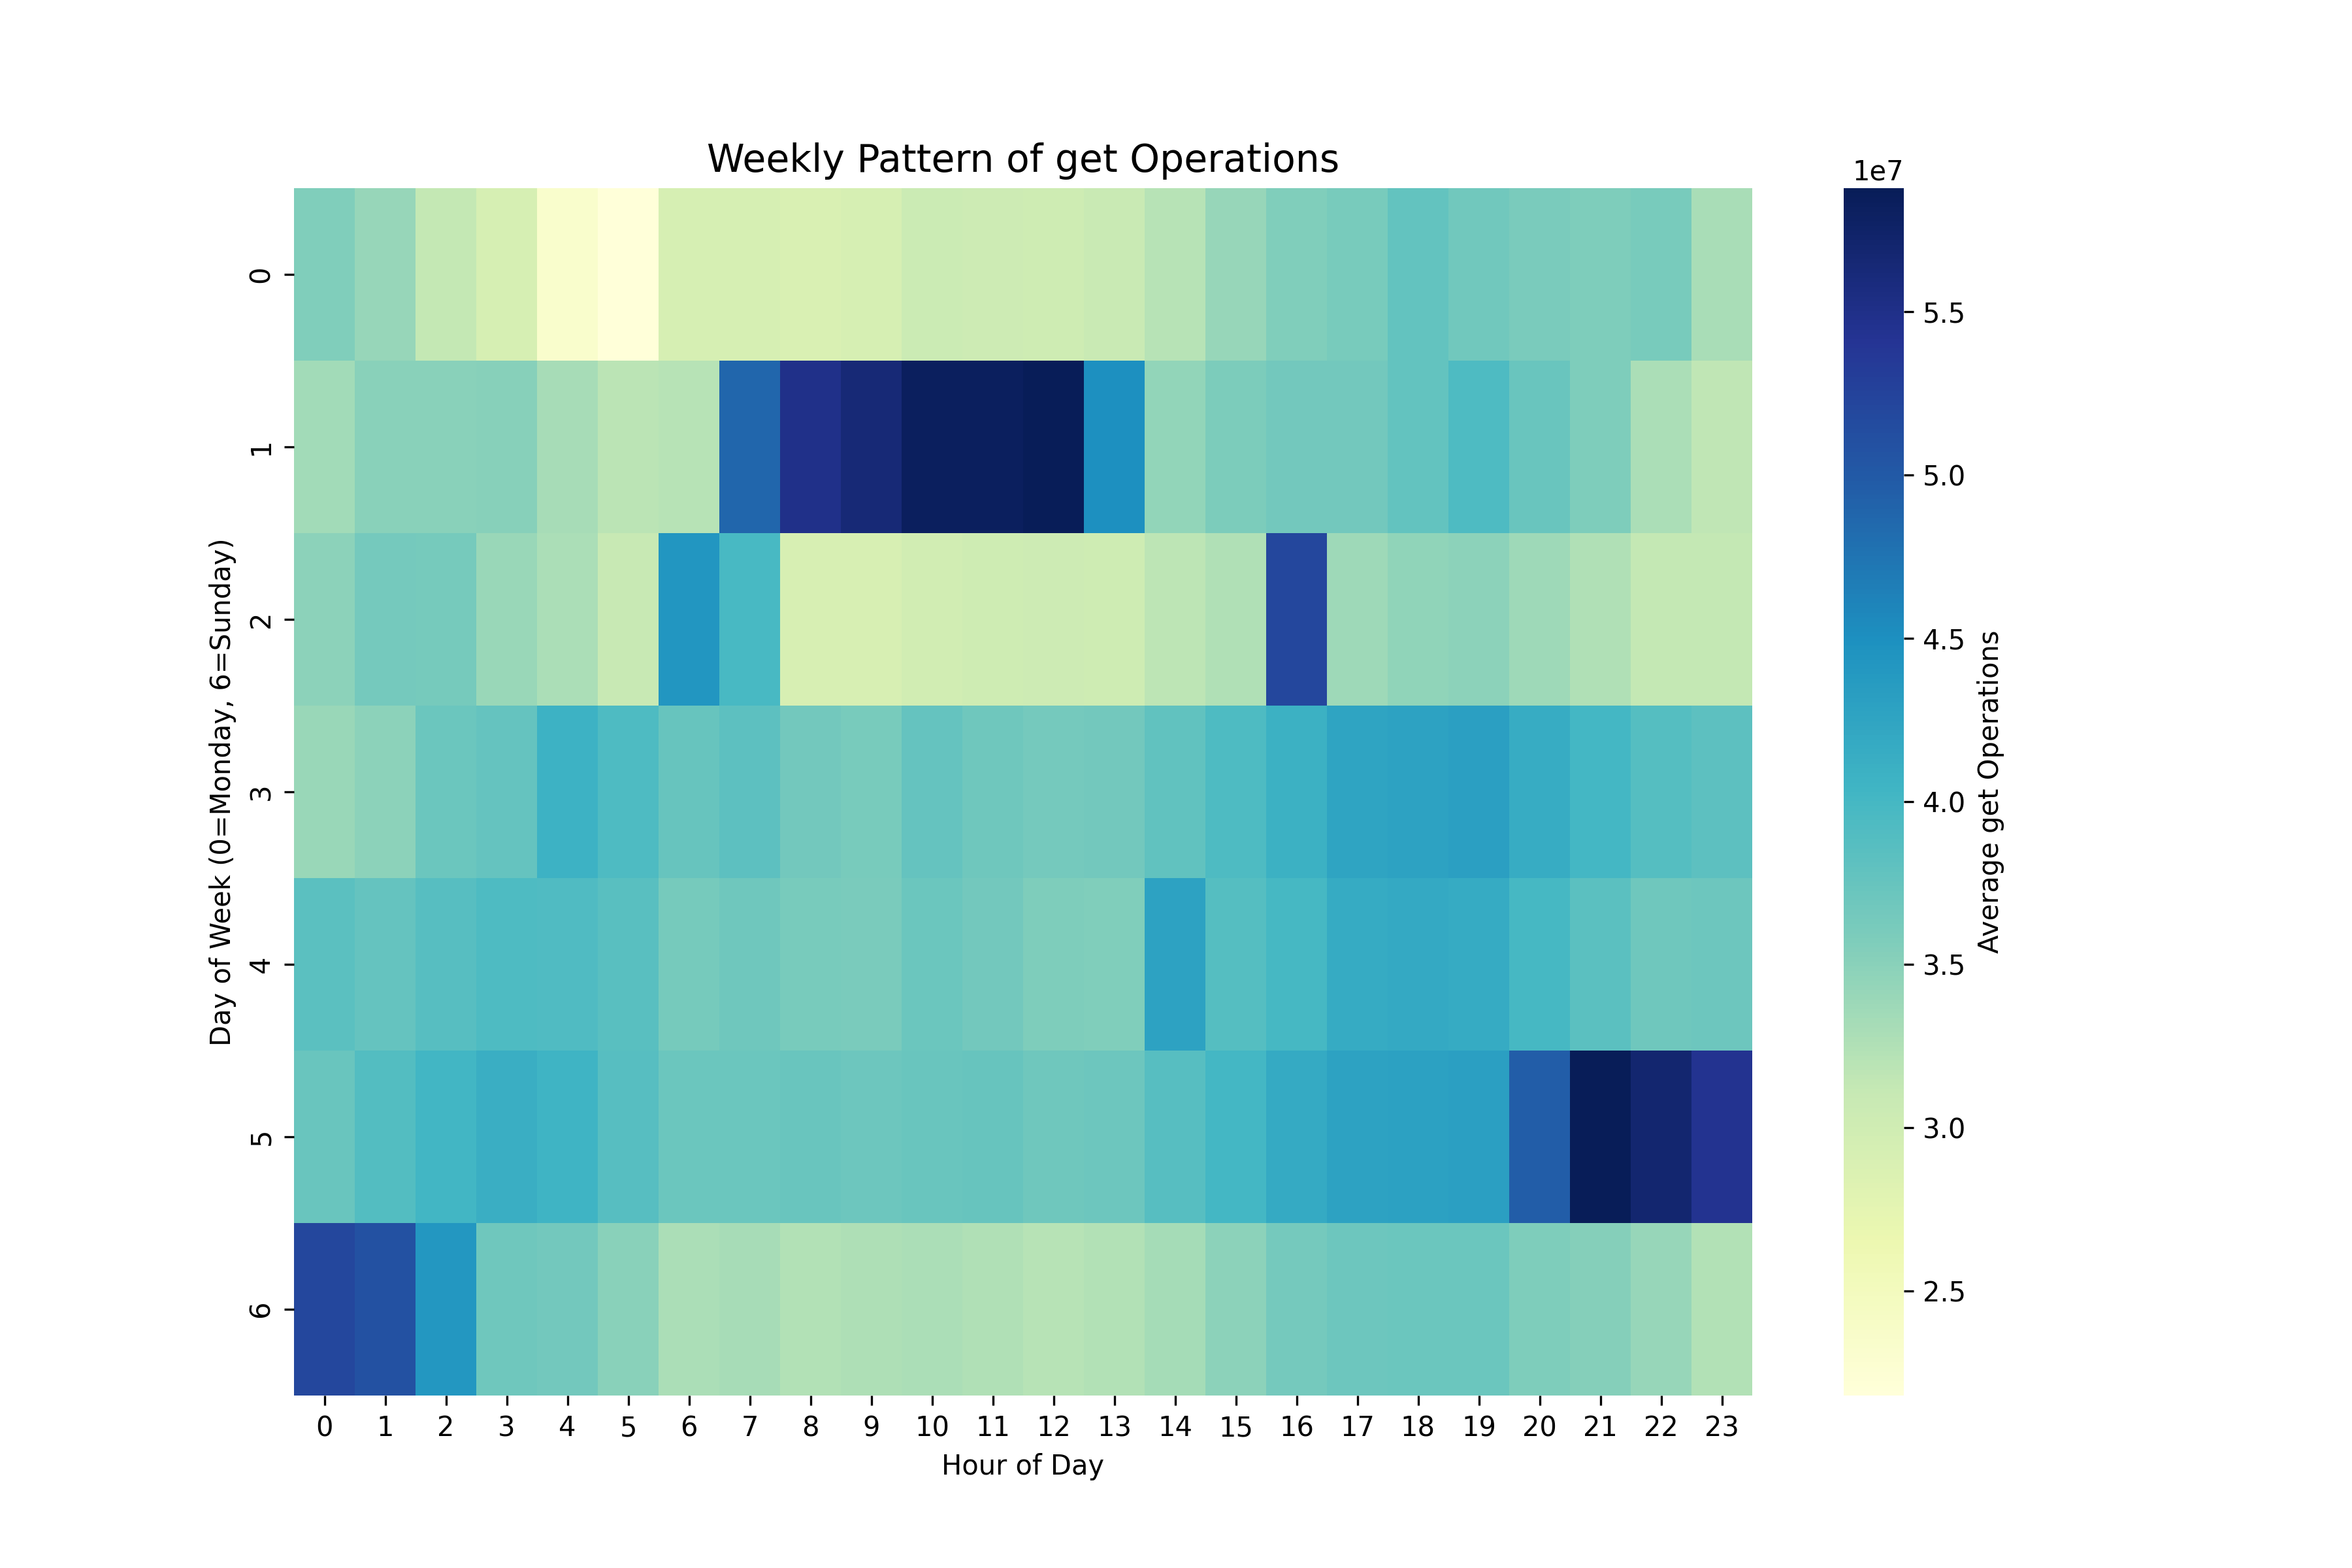 Weekly Pattern of get Operations
1e7
Day of Week (0=Monday, 6=Sunday)
0
1
2
3
4
5
6
0 1 2 3 4 5 6 7 8 9 10 11 12 13 14 15 16 17 18 19 20 21 22 23
Hour of Day
5.5
5.0
4.5
4.0
3.5
3.0
2.5
Average get Operations